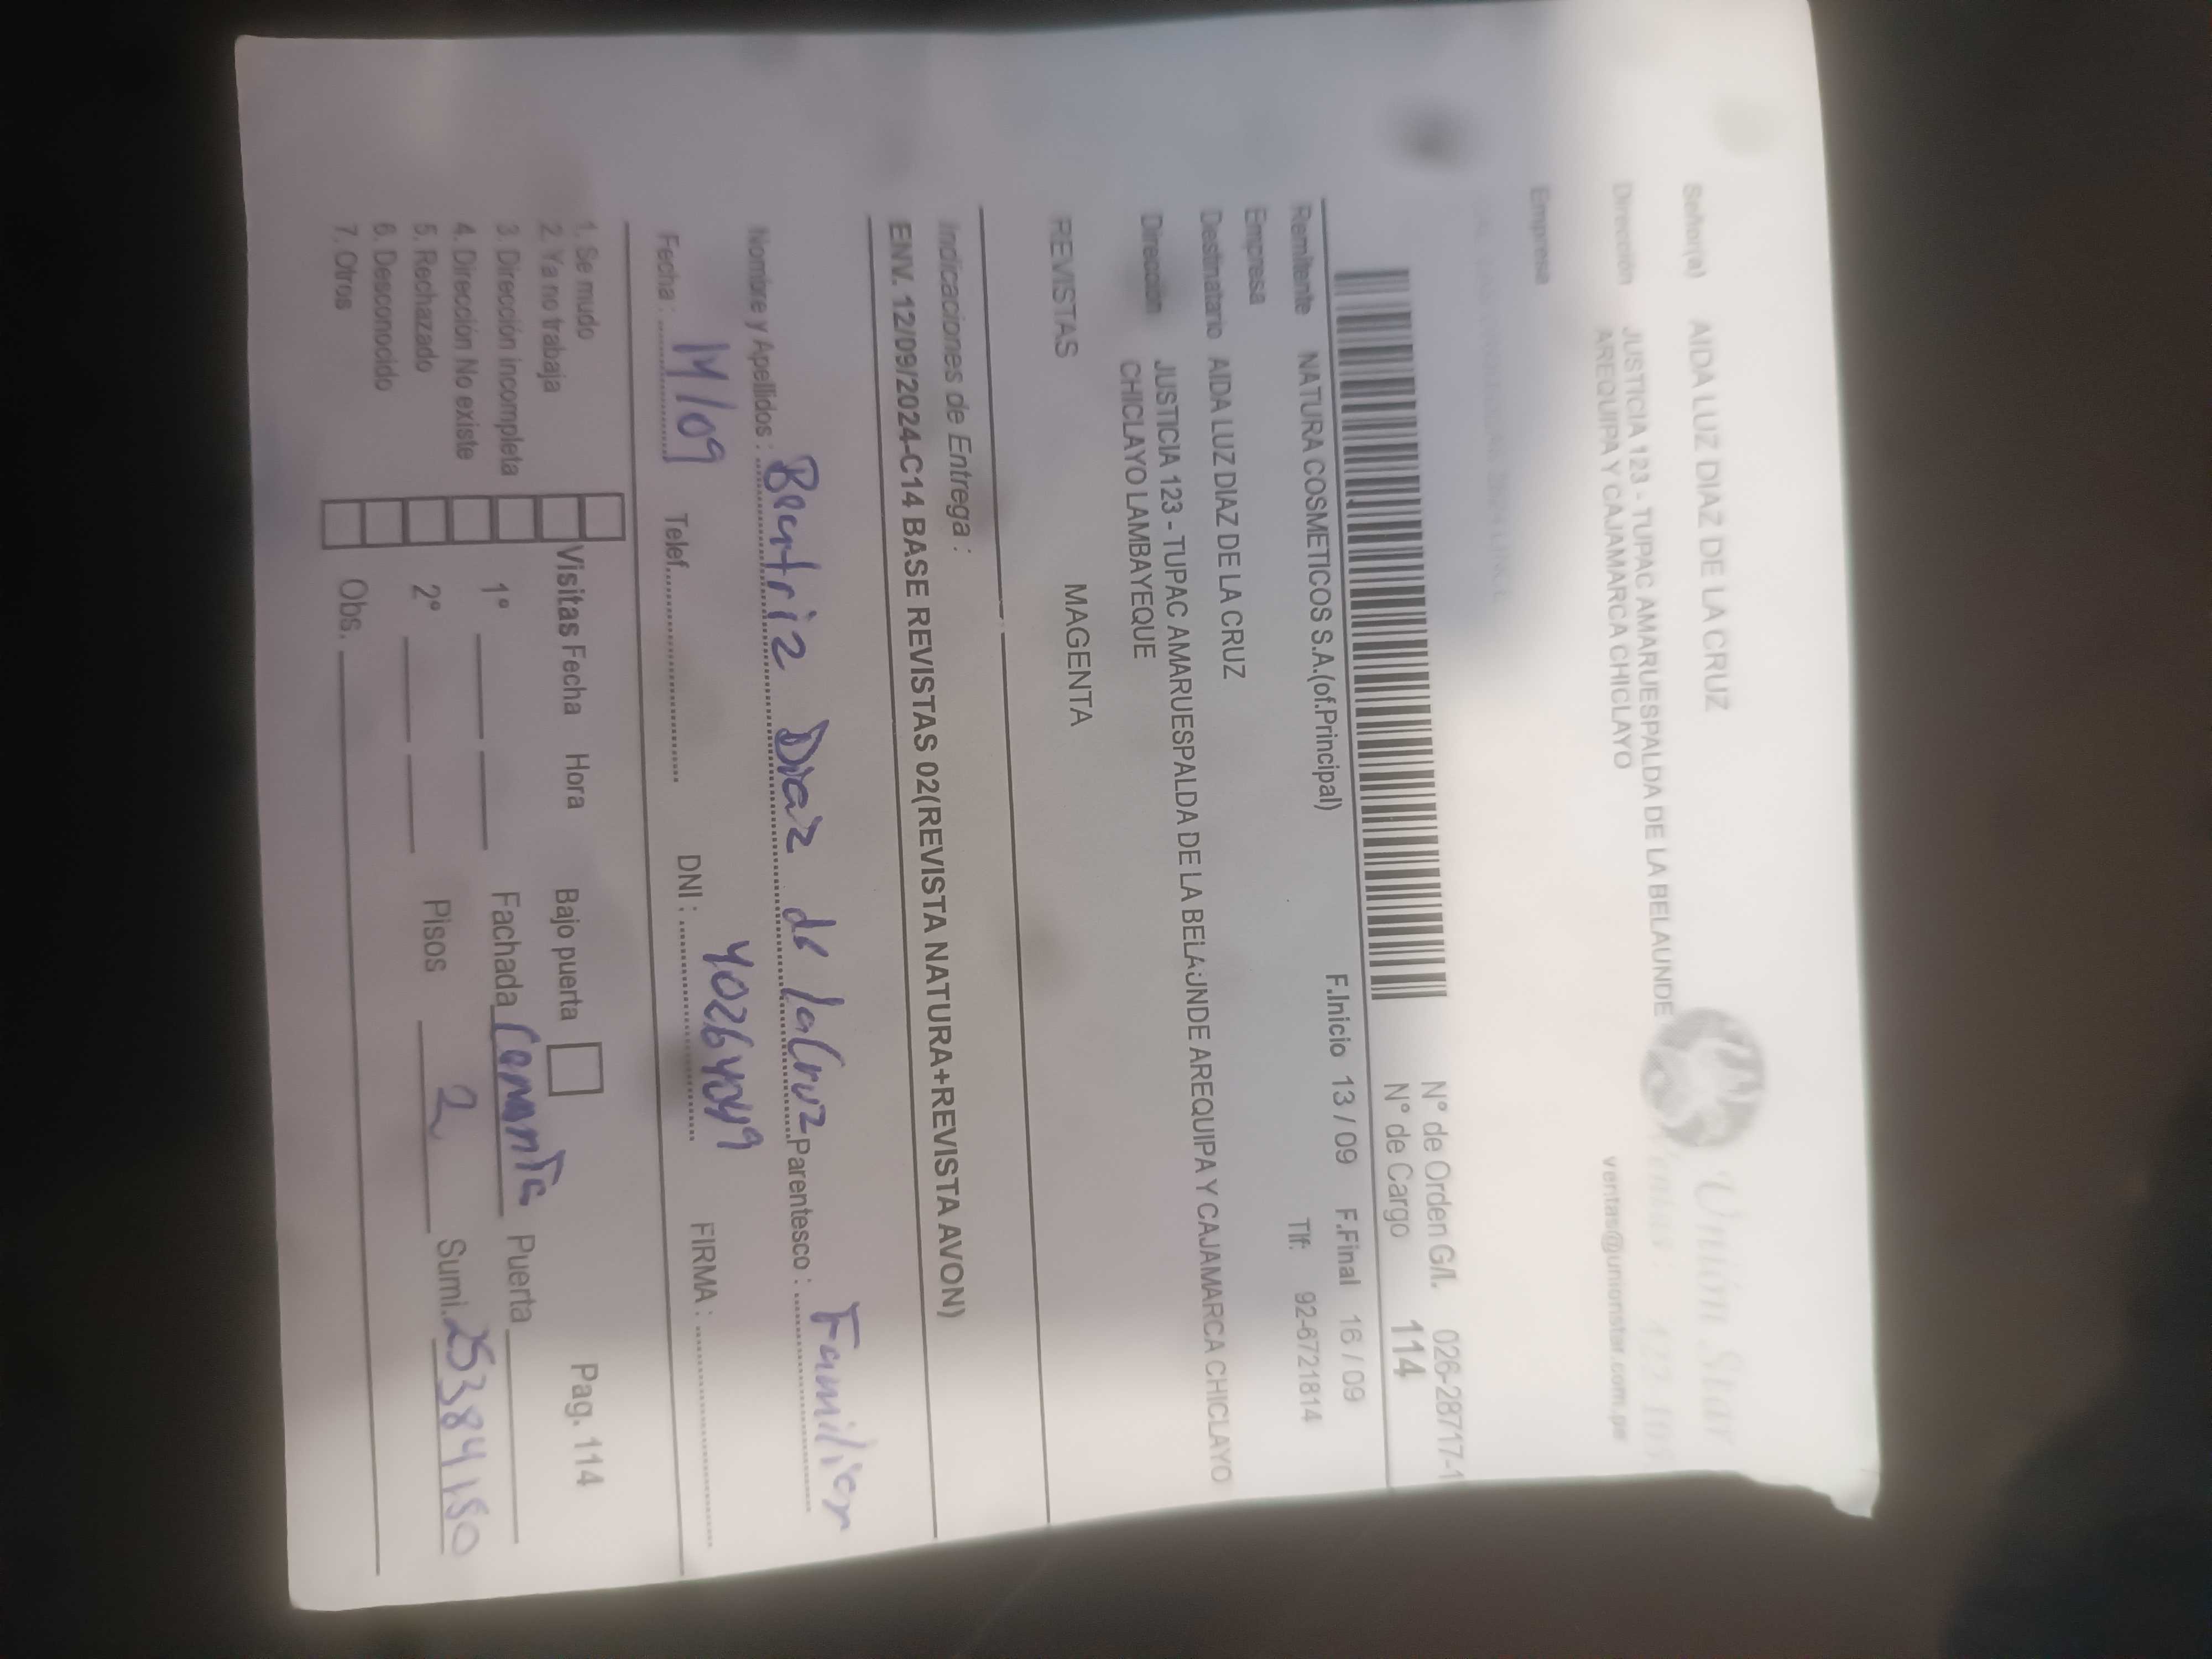 Señor(a) AIDA LUZ DIAZ DE LA CRUZ
Dirección JUSTICIA 123 - TUPAC AMARUESPALDA DE LA BELAUNDE
AREQUIPA Y CAJAMARCA CHICLAYO
Empresa
Unión Star
ventas@unionstar.com.pe
N° de Orden G/I. 026-28717-1
N° de Cargo 114
F.Inicio 13 / 09 F.Final 16 / 09
Remitente NATURA COSMETICOS S.A.(of.Principal) Tlf: 92-6721814
Empresa
Destinatario AIDA LUZ DIAZ DE LA CRUZ
Dirección JUSTICIA 123 - TUPAC AMARUESPALDA DE LA BELAUNDE AREQUIPA Y CAJAMARCA CHICLAYO
CHICLAYO LAMBAYEQUE
REVISTAS MAGENTA
Indicaciones de Entrega :
ENV. 12/09/2024-C14 BASE REVISTAS 02(REVISTA NATURA+REVISTA AVON)
Nombre y Apellidos : Beatriz Diaz de la Cruz Parentesco : Familiar
Fecha : 14/09 Telef. DNI : 40264049 FIRMA :
1. Se mudo
2. Ya no trabaja
3. Dirección incompleta
4. Dirección No existe
5. Rechazado
6. Desconocido
7. Otros
Visitas Fecha Hora Bajo puerta Pag. 114
1° Fachada Puerta
2° Pisos 2 Sumi. 253844150
Obs.